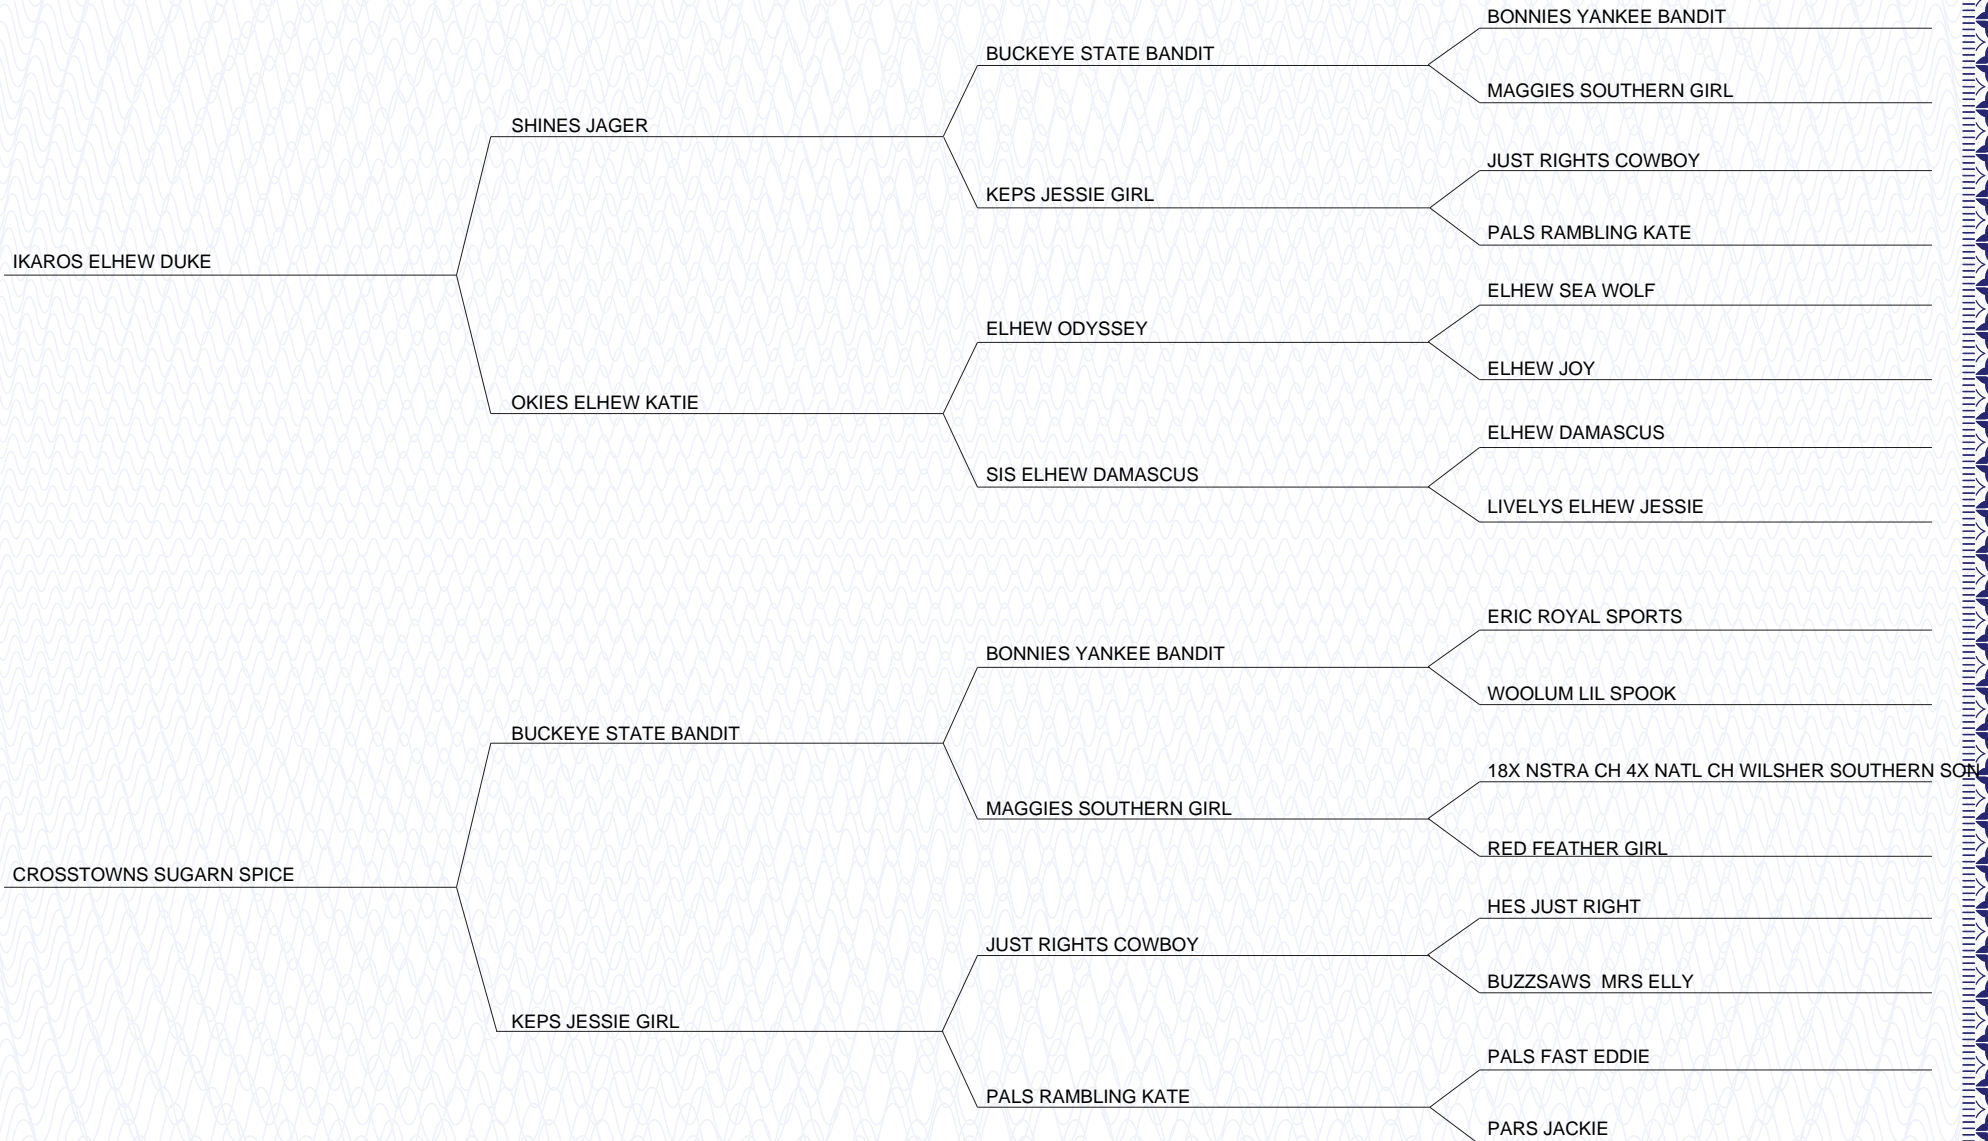 BONNIES YANKEE BANDIT
BUCKEYE STATE BANDIT
MAGGIES SOUTHERN GIRL
SHINES JAGER
JUST RIGHTS COWBOY
KEPS JESSIE GIRL
PALS RAMBLING KATE
IKAROS ELHEW DUKE
ELHEW SEA WOLF
ELHEW ODYSSEY
ELHEW JOY
OKIES ELHEW KATIE
ELHEW DAMASCUS
SIS ELHEW DAMASCUS
LIVELYS ELHEW JESSIE
ERIC ROYAL SPORTS
BONNIES YANKEE BANDIT
WOOLUM LIL SPOOK
BUCKEYE STATE BANDIT
18X NSTRA CH 4X NATL CH WILSHER SOUTHERN SON
MAGGIES SOUTHERN GIRL
RED FEATHER GIRL
CROSSTOWNS SUGARN SPICE
HES JUST RIGHT
JUST RIGHTS COWBOY
BUZZSAWS  MRS ELLY
KEPS JESSIE GIRL
PALS FAST EDDIE
PALS RAMBLING KATE
PARS JACKIE